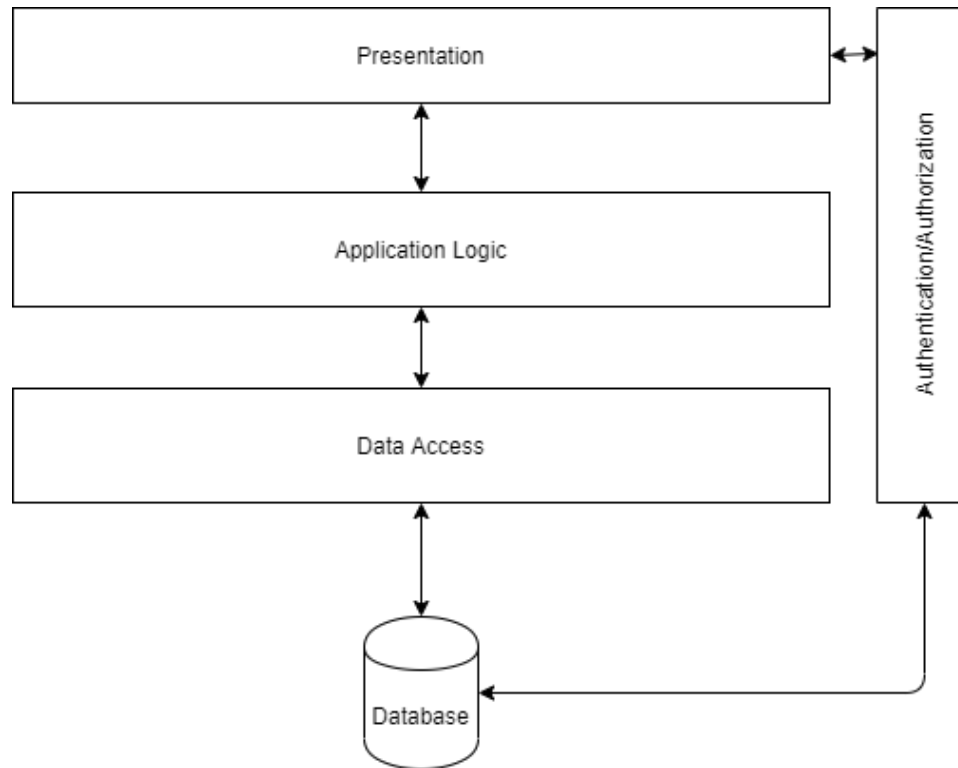 Presentation
Application Logic
Data Access
Database
Authentication/Authorization